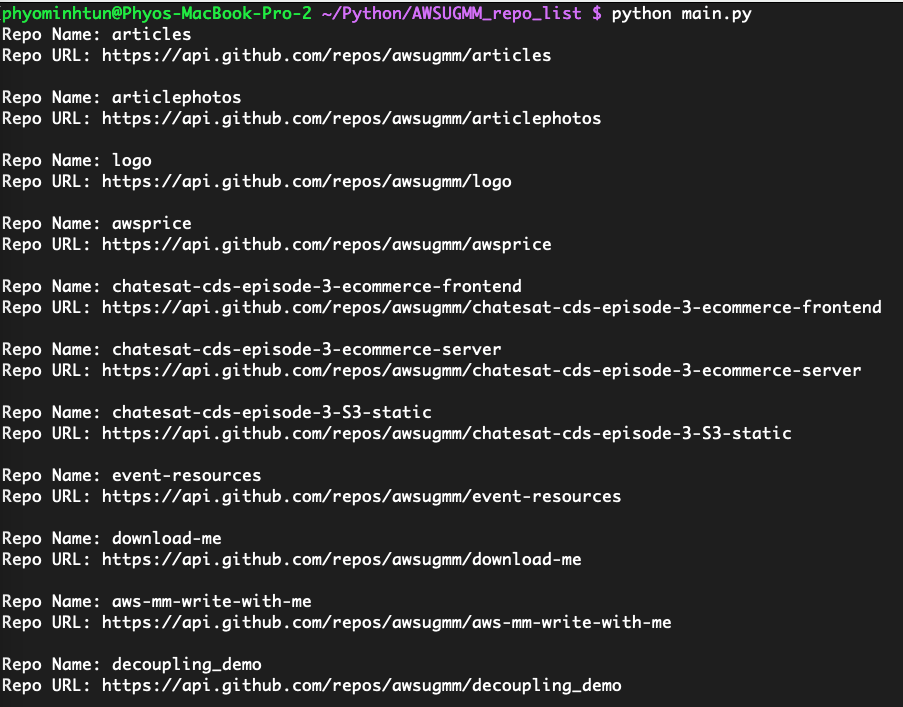 phyominhtun@Phyos-MacBook-Pro-2 ~/Python/AWSUGMM_repo_list $ python main.py
Repo Name: articles
Repo URL: https://api.github.com/repos/awsugmm/articles
Repo Name: articlephotos
Repo URL: https://api.github.com/repos/awsugmm/articlephotos
Repo Name: logo
Repo URL: https://api.github.com/repos/awsugmm/logo
Repo Name: awsprice
Repo URL: https://api.github.com/repos/awsugmm/awsprice
Repo Name: chatesat-cds-episode-3-ecommerce-frontend
Repo URL: https://api.github.com/repos/awsugmm/chatesat-cds-episode-3-ecommerce-frontend
Repo Name: chatesat-cds-episode-3-ecommerce-server
Repo URL: https://api.github.com/repos/awsugmm/chatesat-cds-episode-3-ecommerce-server
Repo Name: chatesat-cds-episode-3-S3-static
Repo URL: https://api.github.com/repos/awsugmm/chatesat-cds-episode-3-S3-static
Repo Name: event-resources
Repo URL: https://api.github.com/repos/awsugmm/event-resources
Repo Name: download-me
Repo URL: https://api.github.com/repos/awsugmm/download-me
Repo Name: aws-mm-write-with-me
Repo URL: https://api.github.com/repos/awsugmm/aws-mm-write-with-me
Repo Name: decoupling_demo
Repo URL: https://api.github.com/repos/awsugmm/decoupling_demo